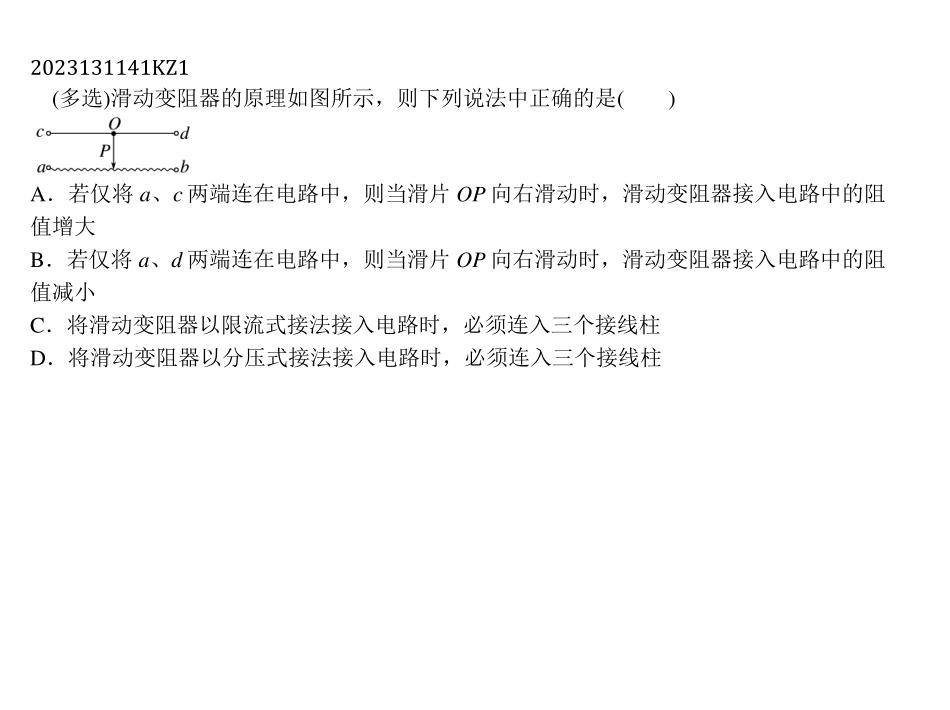 2023131141KZ1
(多选)滑动变阻器的原理如图所示，则下列说法中正确的是(　　)
c O d
P
a b
A．若仅将 a、c 两端连在电路中，则当滑片 OP 向右滑动时，滑动变阻器接入电路中的阻
值增大
B．若仅将 a、d 两端连在电路中，则当滑片 OP 向右滑动时，滑动变阻器接入电路中的阻
值减小
C．将滑动变阻器以限流式接法接入电路时，必须连入三个接线柱
D．将滑动变阻器以分压式接法接入电路时，必须连入三个接线柱